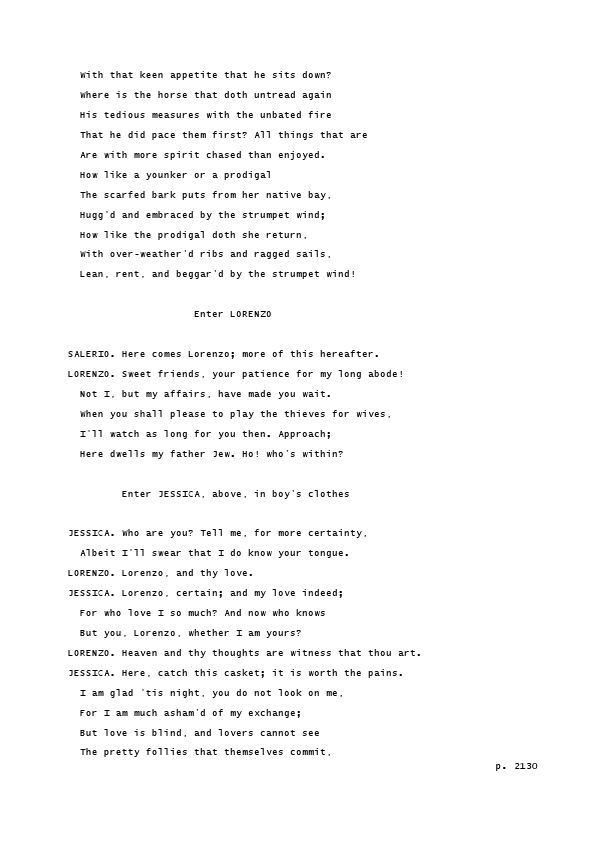 With that keen appetite that he sits down?
Where is the horse that doth untread again
His tedious measures with the unbated fire
That he did pace them first? All things that are
Are with more spirit chased than enjoyed.
How like a younker or a prodigal
The scarfed bark puts from her native bay,
Hugg'd and embraced by the strumpet wind;
How like the prodigal doth she return,
With over-weather'd ribs and ragged sails,
Lean, rent, and beggar'd by the strumpet wind!
Enter LORENZO
SALERIO. Here comes Lorenzo; more of this hereafter.
LORENZO. Sweet friends, your patience for my long abode!
Not I, but my affairs, have made you wait.
When you shall please to play the thieves for wives,
I'll watch as long for you then. Approach;
Here dwells my father Jew. Ho! who's within?
Enter JESSICA, above, in boy's clothes
JESSICA. Who are you? Tell me, for more certainty,
Albeit I'll swear that I do know your tongue.
LORENZO. Lorenzo, and thy love.
JESSICA. Lorenzo, certain; and my love indeed;
For who love I so much? And now who knows
But you, Lorenzo, whether I am yours?
LORENZO. Heaven and thy thoughts are witness that thou art.
JESSICA. Here, catch this casket; it is worth the pains.
I am glad 'tis night, you do not look on me,
For I am much asham'd of my exchange;
But love is blind, and lovers cannot see
The pretty follies that themselves commit,
p. 2130